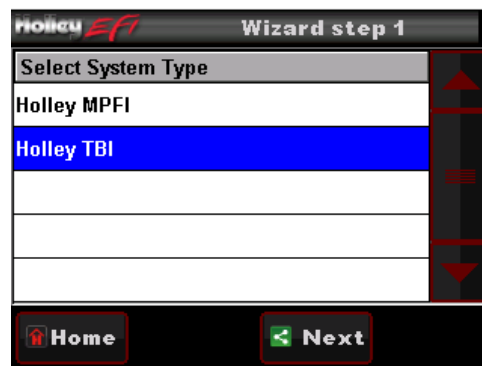 Holley EFI Wizard step 1
Select System Type
Holley MPFI
Holley TBI
Home Next